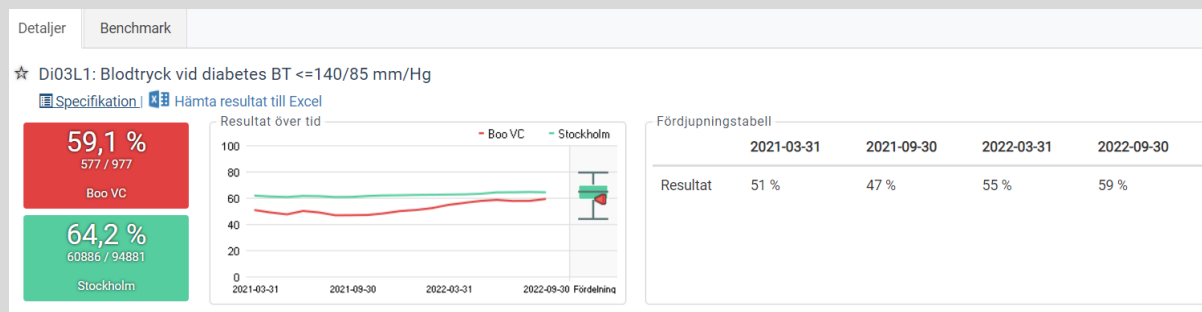 Detaljer Benchmark
Di03L1: Blodtryck vid diabetes BT <=140/85 mm/Hg
Specifikation | Hämta resultat till Excel
59,1 %
577 / 977
Boo VC
64,2 %
60886 / 94881
Stockholm
Resultat över tid
Boo VC Stockholm
100
80
60
40
20
0
2021-03-31 2021-09-30 2022-03-31 2022-09-30 Fördelning
Fördjupningstabell
2021-03-31 2021-09-30 2022-03-31 2022-09-30
Resultat 51 % 47 % 55 % 59 %